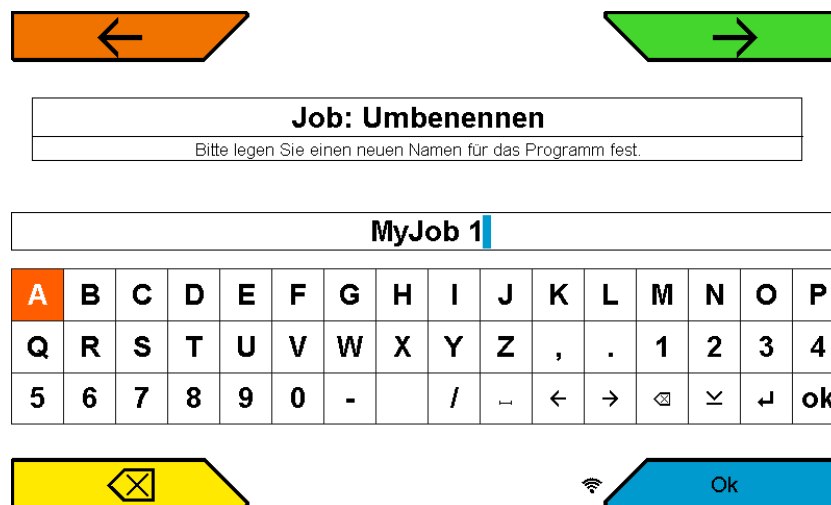 Job: Umbenennen
Bitte legen Sie einen neuen Namen für das Programm fest.
MyJob 1
A B C D E F G H I J K L M N O P
Q R S T U V W X Y Z , . 1 2 3 4
5 6 7 8 9 0 - / ⎵ ← → ⌫ ⌵ ↵ ok
Ok